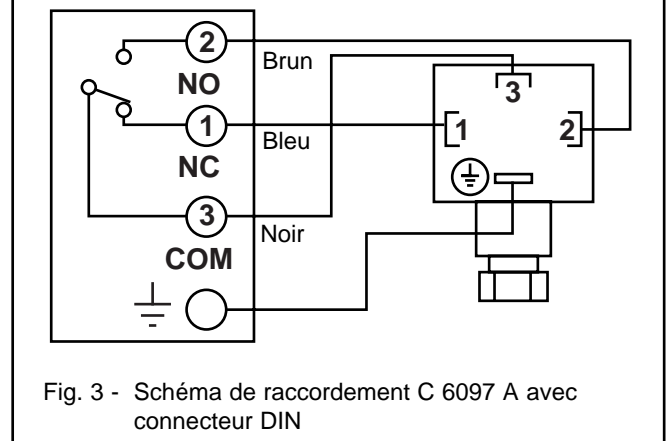 2
Brun
NO
3
1
Bleu
1
2
NC
3
Noir
COM
Fig. 3 - Schéma de raccordement C 6097 A avec
connecteur DIN